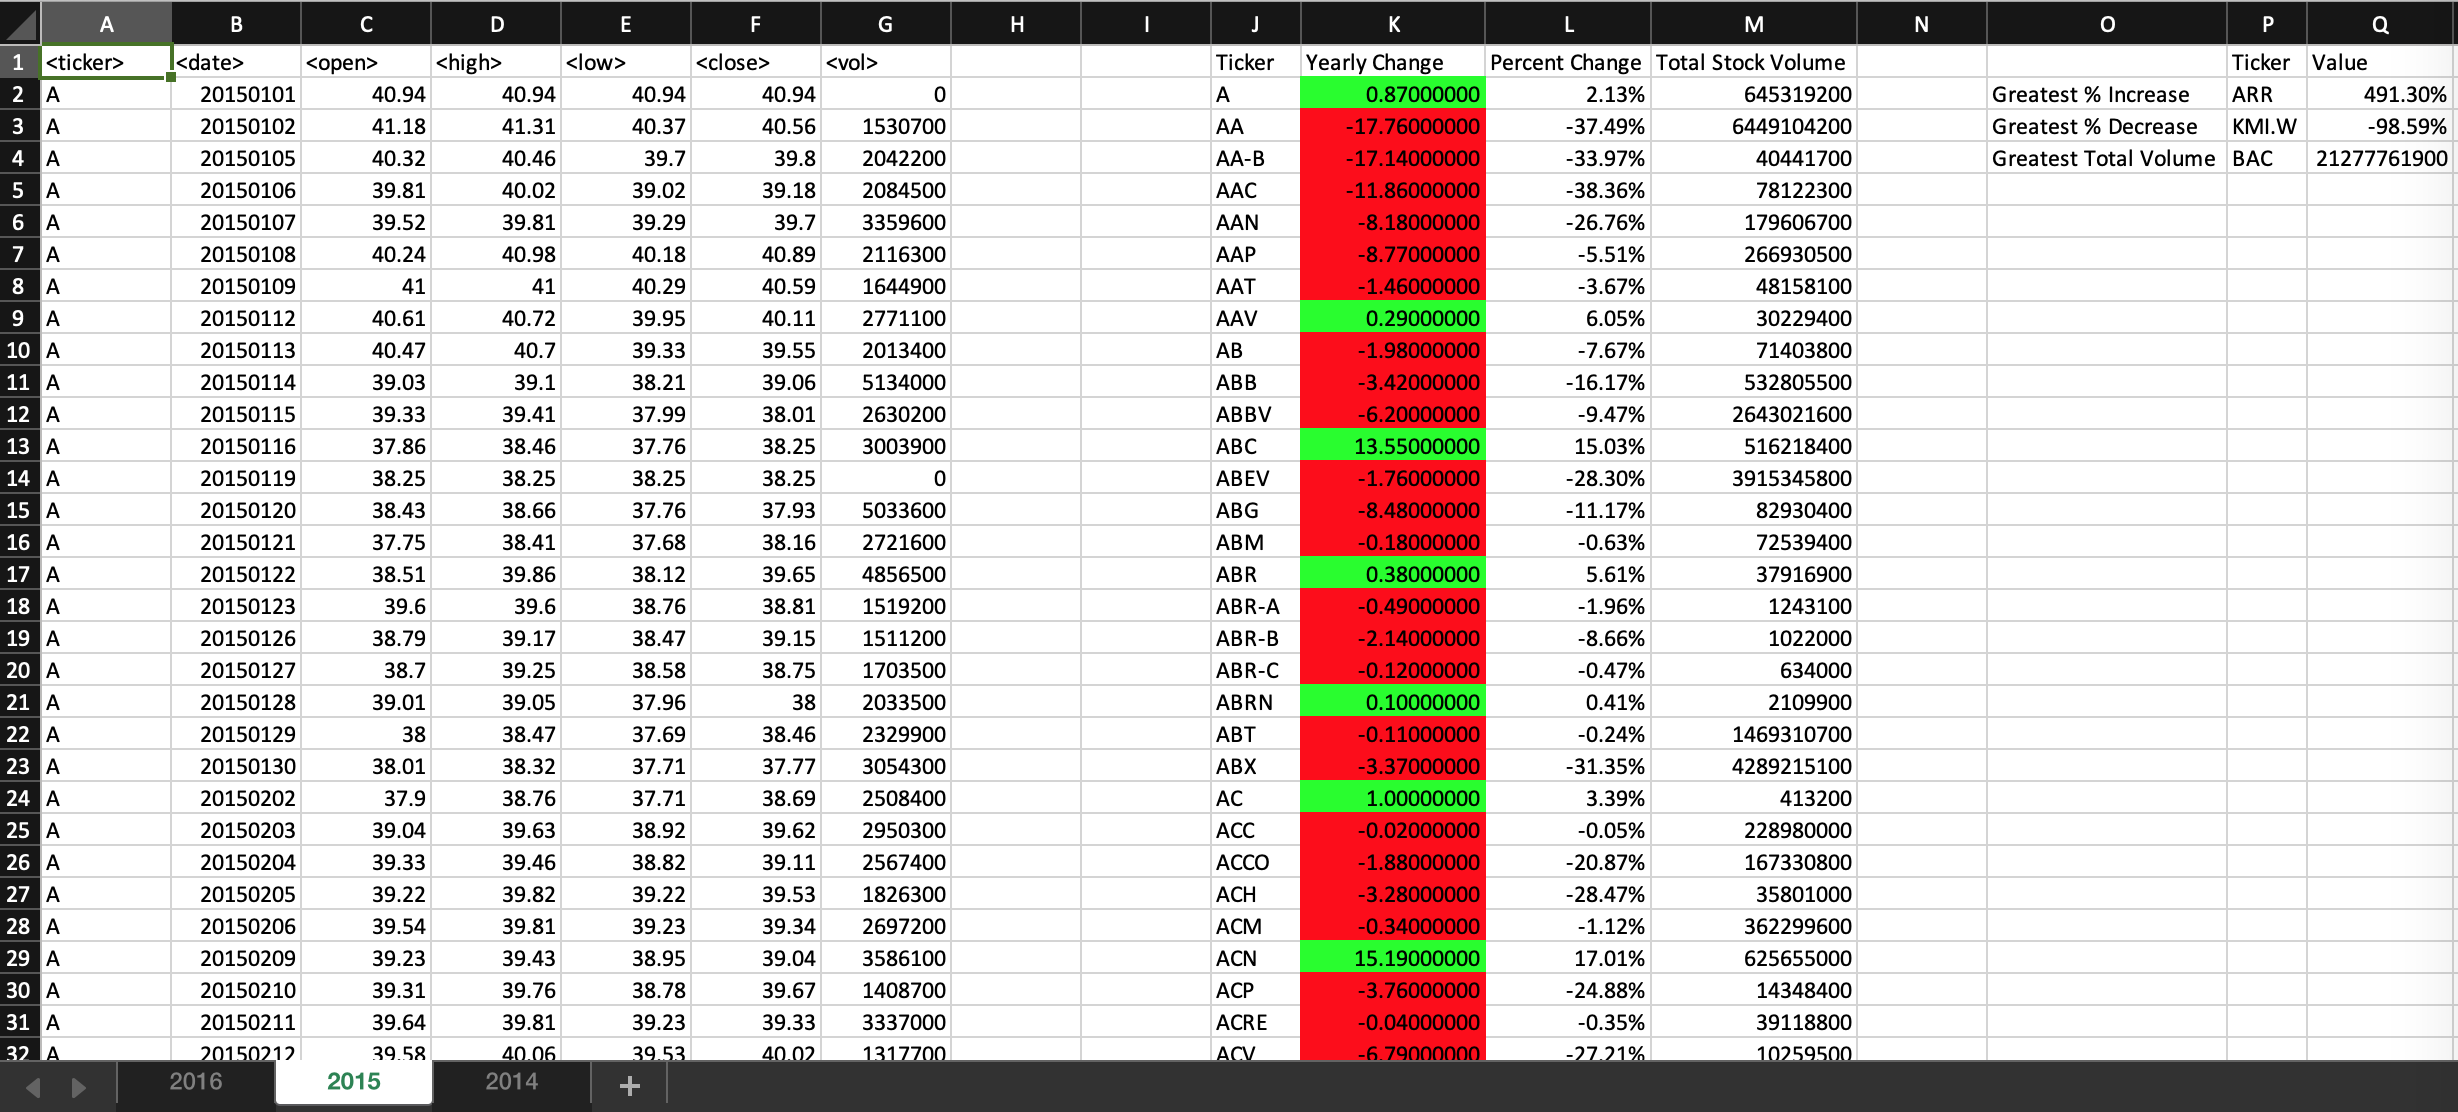 A B C D E F G H I J K L M N O P Q
1 <ticker> <date> <open> <high> <low> <close> <vol> Ticker Yearly Change Percent Change Total Stock Volume Ticker Value
2 A 20150101 40.94 40.94 40.94 40.94 0 A 0.87000000 2.13% 645319200 Greatest % Increase ARR 491.30%
3 A 20150102 41.18 41.31 40.37 40.56 1530700 AA -17.76000000 -37.49% 6449104200 Greatest % Decrease KMI.W -98.59%
4 A 20150105 40.32 40.46 39.7 39.8 2042200 AA-B -17.14000000 -33.97% 40441700 Greatest Total Volume BAC 21277761900
5 A 20150106 39.81 40.02 39.02 39.18 2084500 AAC -11.86000000 -38.36% 78122300
6 A 20150107 39.52 39.81 39.29 39.7 3359600 AAN -8.18000000 -26.76% 179606700
7 A 20150108 40.24 40.98 40.18 40.89 2116300 AAP -8.77000000 -5.51% 266930500
8 A 20150109 41 41 40.29 40.59 1644900 AAT -1.46000000 -3.67% 48158100
9 A 20150112 40.61 40.72 39.95 40.11 2771100 AAV 0.29000000 6.05% 30229400
10 A 20150113 40.47 40.7 39.33 39.55 2013400 AB -1.98000000 -7.67% 71403800
11 A 20150114 39.03 39.1 38.21 39.06 5134000 ABB -3.42000000 -16.17% 532805500
12 A 20150115 39.33 39.41 37.99 38.01 2630200 ABBV -6.20000000 -9.47% 2643021600
13 A 20150116 37.86 38.46 37.76 38.25 3003900 ABC 13.55000000 15.03% 516218400
14 A 20150119 38.25 38.25 38.25 38.25 0 ABEV -1.76000000 -28.30% 3915345800
15 A 20150120 38.43 38.66 37.76 37.93 5033600 ABG -8.48000000 -11.17% 82930400
16 A 20150121 37.75 38.41 37.68 38.16 2721600 ABM -0.18000000 -0.63% 72539400
17 A 20150122 38.51 39.86 38.12 39.65 4856500 ABR 0.38000000 5.61% 37916900
18 A 20150123 39.6 39.6 38.76 38.81 1519200 ABR-A -0.49000000 -1.96% 1243100
19 A 20150126 38.79 39.17 38.47 39.15 1511200 ABR-B -2.14000000 -8.66% 1022000
20 A 20150127 38.7 39.25 38.58 38.75 1703500 ABR-C -0.12000000 -0.47% 634000
21 A 20150128 39.01 39.05 37.96 38 2033500 ABRN 0.10000000 0.41% 2109900
22 A 20150129 38 38.47 37.69 38.46 2329900 ABT -0.11000000 -0.24% 1469310700
23 A 20150130 38.01 38.32 37.71 37.77 3054300 ABX -3.37000000 -31.35% 4289215100
24 A 20150202 37.9 38.76 37.71 38.69 2508400 AC 1.00000000 3.39% 413200
25 A 20150203 39.04 39.63 38.92 39.62 2950300 ACC -0.02000000 -0.05% 228980000
26 A 20150204 39.33 39.46 38.82 39.11 2567400 ACCO -1.88000000 -20.87% 167330800
27 A 20150205 39.22 39.82 39.22 39.53 1826300 ACH -3.28000000 -28.47% 35801000
28 A 20150206 39.54 39.81 39.23 39.34 2697200 ACM -0.34000000 -1.12% 362299600
29 A 20150209 39.23 39.43 38.95 39.04 3586100 ACN 15.19000000 17.01% 625655000
30 A 20150210 39.31 39.76 38.78 39.67 1408700 ACP -3.76000000 -24.88% 14348400
31 A 20150211 39.64 39.81 39.23 39.33 3337000 ACRE -0.04000000 -0.35% 39118800
32 A 20150212 39.58 40.06 39.53 40.02 1317700 ACV -6.79000000 -27.21% 10259500
2016 2015 2014 +